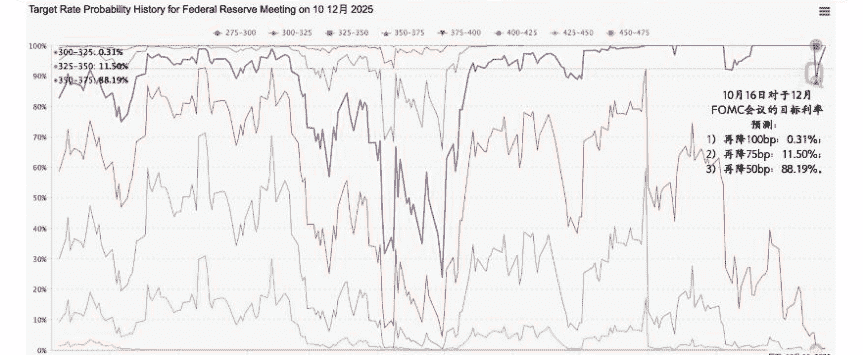 Target Rate Probability History for Federal Reserve Meeting on 10 12月 2025
275-300 300-325 325-350 350-375 375-400 400-425 425-450 450-475
100%
90%
80%
70%
60%
50%
40%
30%
20%
10%
0%
300-325: 0.31%
325-350: 11.50%
350-375: 88.19%
10月16日对于12月
FOMC会议的目标利率
预测:
1) 再降100bp: 0.31%;
2) 再降75bp: 11.50%;
3) 再降50bp: 88.19%。